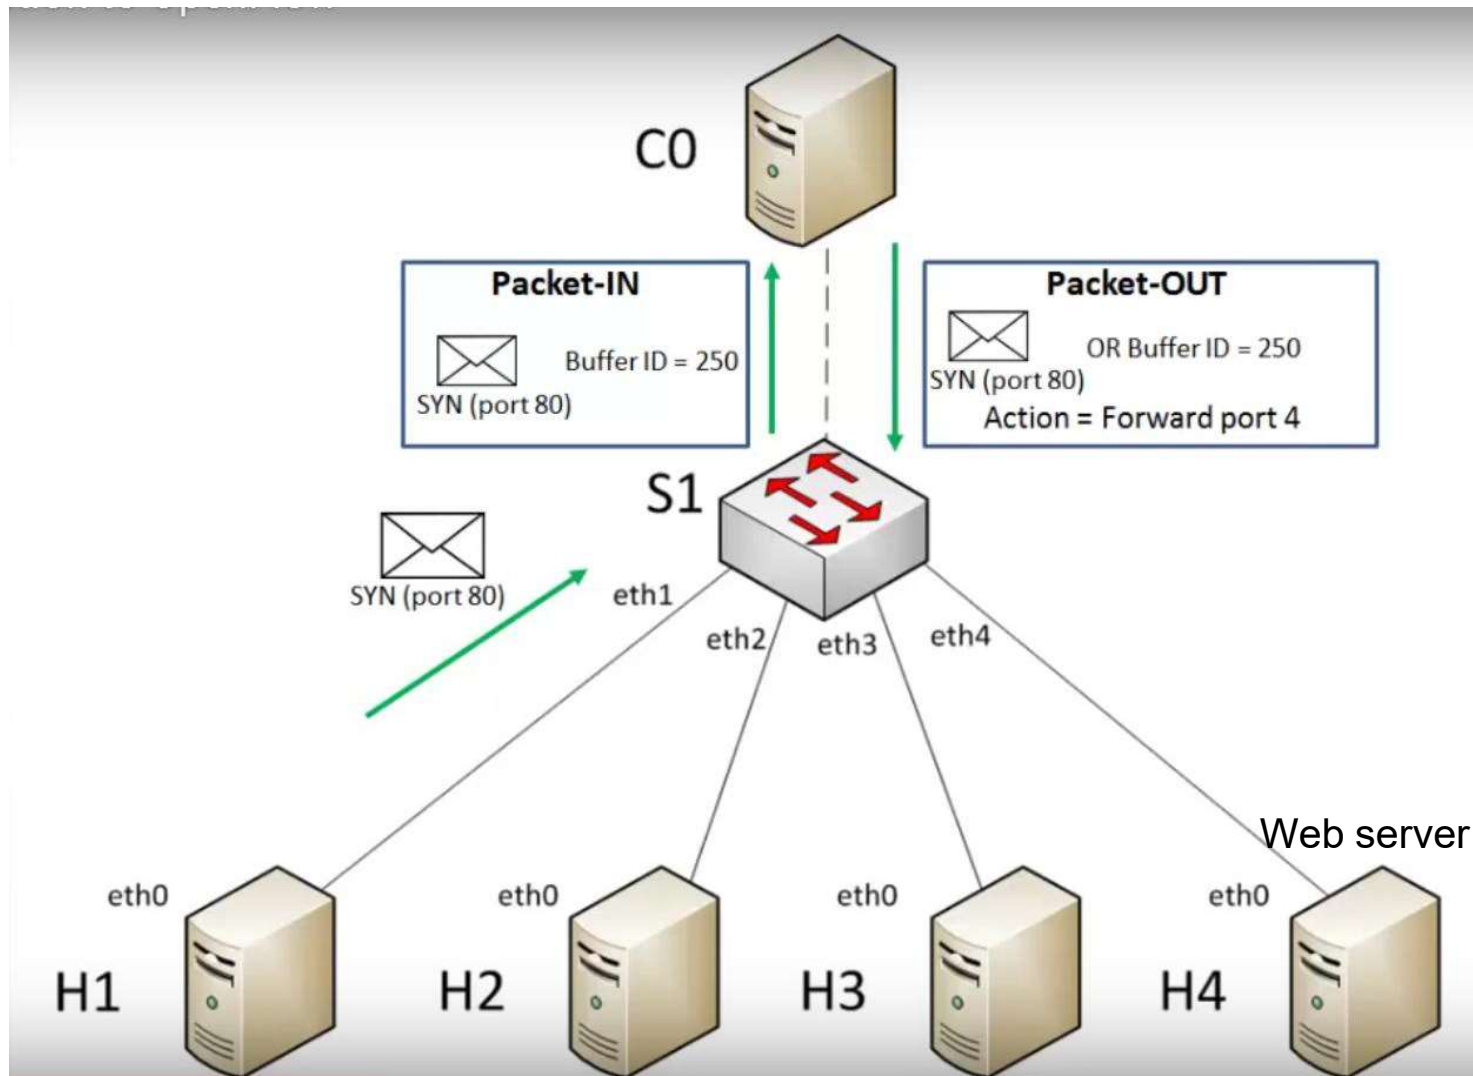 C0
Packet-IN
Buffer ID = 250
SYN (port 80)
Packet-OUT
OR Buffer ID = 250
SYN (port 80)
Action = Forward port 4
S1
SYN (port 80)
eth1
eth2
eth3
eth4
Web server
eth0
eth0
eth0
eth0
H1
H2
H3
H4